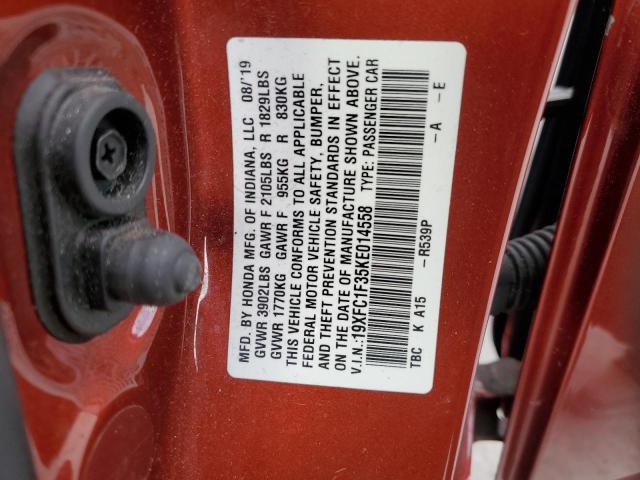 MFD. BY HONDA MFG. OF INDIANA, LLC 08/'19
GVWR 3902LBS GAWR F 2105LBS R 1829LBS
GVWR 1770KG GAWR F 955KG R 830KG
THIS VEHICLE CONFORMS TO ALL APPLICABLE
FEDERAL MOTOR VEHICLE SAFETY, BUMPER,
AND THEFT PREVENTION STANDARDS IN EFFECT
ON THE DATE OF MANUFACTURE SHOWN ABOVE.
V.I.N.: 19XFC1F35KE014558 TYPE: PASSENGER CAR
TBC K A15 -R539P -A -E